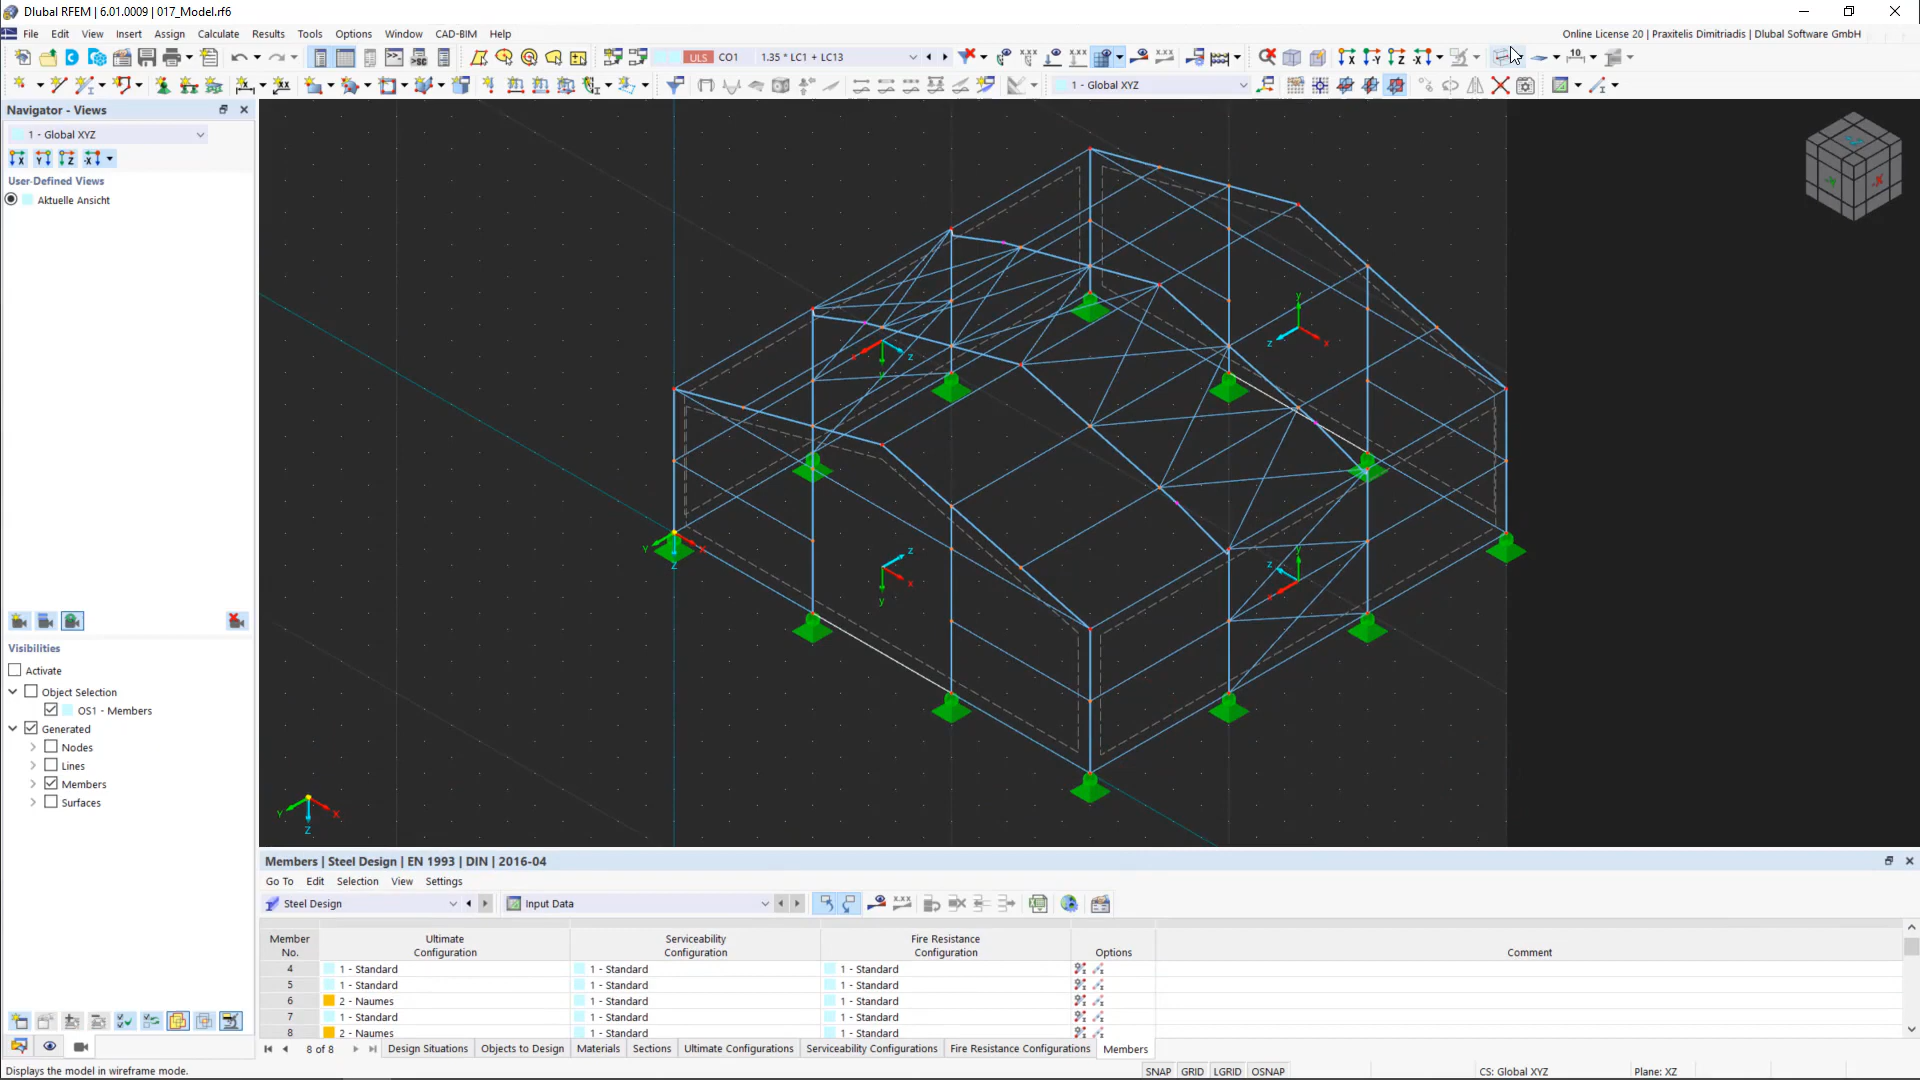 Dlubal RFEM | 6.01.0009 | 017_Model.rf6
File Edit View Insert Assign Calculate Results Tools Options Window CAD-BIM Help
Online License 20 | Praxitelis Dimitriadis | Dlubal Software GmbH
ULS CO1 1.35 * LC1 + LC13
1 - Global XYZ
Navigator - Views
1 - Global XYZ
User-Defined Views
Aktuelle Ansicht
Visibilities
Activate
Object Selection
OS1 - Members
Generated
Nodes
Lines
Members
Surfaces
Members | Steel Design | EN 1993 | DIN | 2016-04
Go To Edit Selection View Settings
Steel Design Input Data
Member No. Ultimate Configuration Serviceability Configuration Fire Resistance Configuration Options Comment
4 1 - Standard 1 - Standard 1 - Standard
5 1 - Standard 1 - Standard 1 - Standard
6 2 - Naumes 1 - Standard 1 - Standard
7 1 - Standard 1 - Standard 1 - Standard
8 2 - Naumes 1 - Standard 1 - Standard
8 of 8 Design Situations Objects to Design Materials Sections Ultimate Configurations Serviceability Configurations Fire Resistance Configurations Members
Displays the model in wireframe mode.
SNAP GRID LGRID OSNAP CS: Global XYZ Plane: XZ